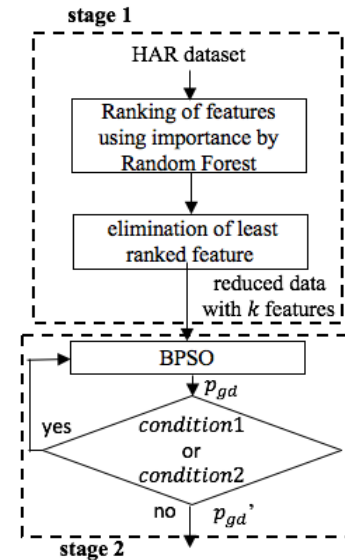 stage 1
HAR dataset
Ranking of features
using importance by
Random Forest
elimination of least
ranked feature
reduced data
with k features
BPSO
p_gd
yes
condition1
or
condition2
no
p_gd'
stage 2